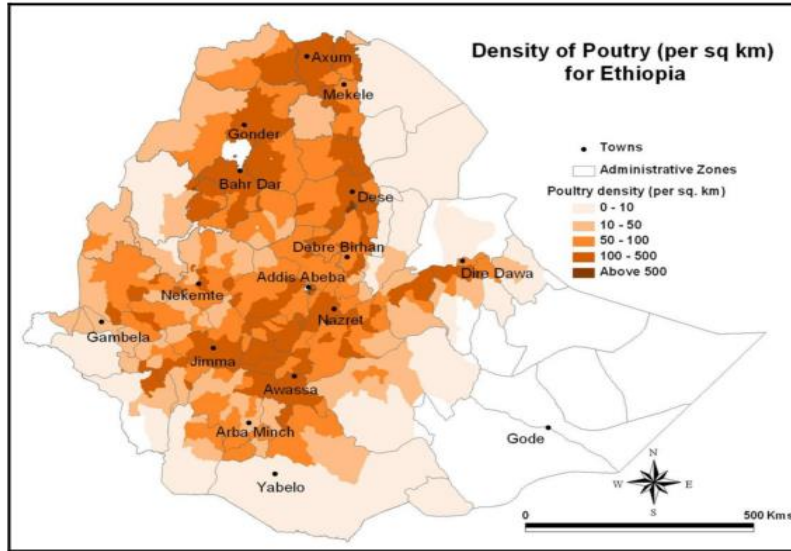 Density of Poutry (per sq km)
for Ethiopia
Axum
Mekele
Gonder
Bahr Dar
Dese
Debre Birhan
Addis Abeba
Dire Dawa
Nekemte
Nazret
Gambela
Jimma
Awassa
Arba Minch
Gode
Yabelo
Towns
Administrative Zones
Poultry density (per sq. km)
0 - 10
10 - 50
50 - 100
100 - 500
Above 500
N
W E
S
0 500 Kms